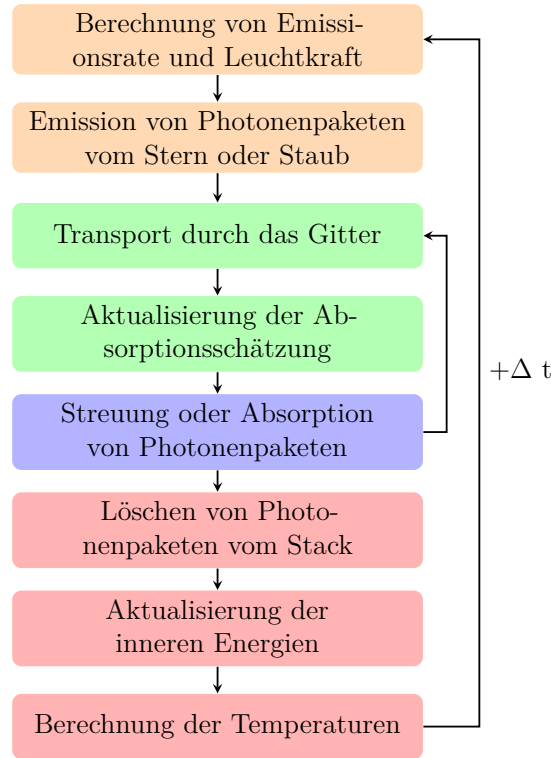 Berechnung von Emissi-
onsrate und Leuchtkraft
Emission von Photonenpaketen
vom Stern oder Staub
Transport durch das Gitter
Aktualisierung der Ab-
sorptionsschätzung
+Δ t
Streuung oder Absorption
von Photonenpaketen
Löschen von Photo-
nenpaketen vom Stack
Aktualisierung der
inneren Energien
Berechnung der Temperaturen